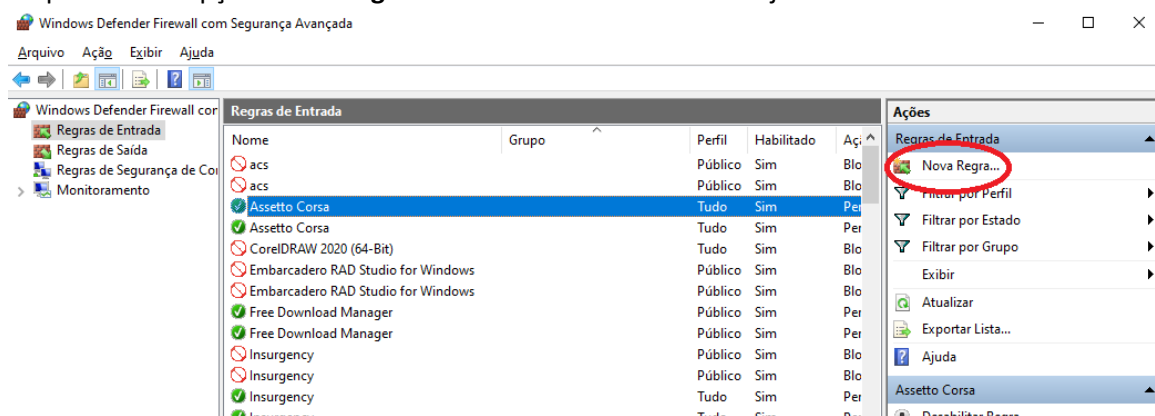 Windows Defender Firewall com Segurança Avançada
Arquivo Ação Exibir Ajuda
Windows Defender Firewall cor
Regras de Entrada
Regras de Saída
Regras de Segurança de Cor
Monitoramento
Regras de Entrada
Nome Grupo Perfil Habilitado Açã
acs Público Sim Blo
acs Público Sim Blo
Assetto Corsa Tudo Sim Per
Assetto Corsa Tudo Sim Per
CorelDRAW 2020 (64-Bit) Tudo Sim Blo
Embarcadero RAD Studio for Windows Público Sim Blo
Embarcadero RAD Studio for Windows Público Sim Blo
Free Download Manager Público Sim Per
Free Download Manager Público Sim Per
Insurgency Público Sim Blo
Insurgency Público Sim Blo
Insurgency Tudo Sim Per
Ações
Regras de Entrada
Nova Regra...
Filtrar por Perfil
Filtrar por Estado
Filtrar por Grupo
Exibir
Atualizar
Exportar Lista...
Ajuda
Assetto Corsa
Desabilitar Regra